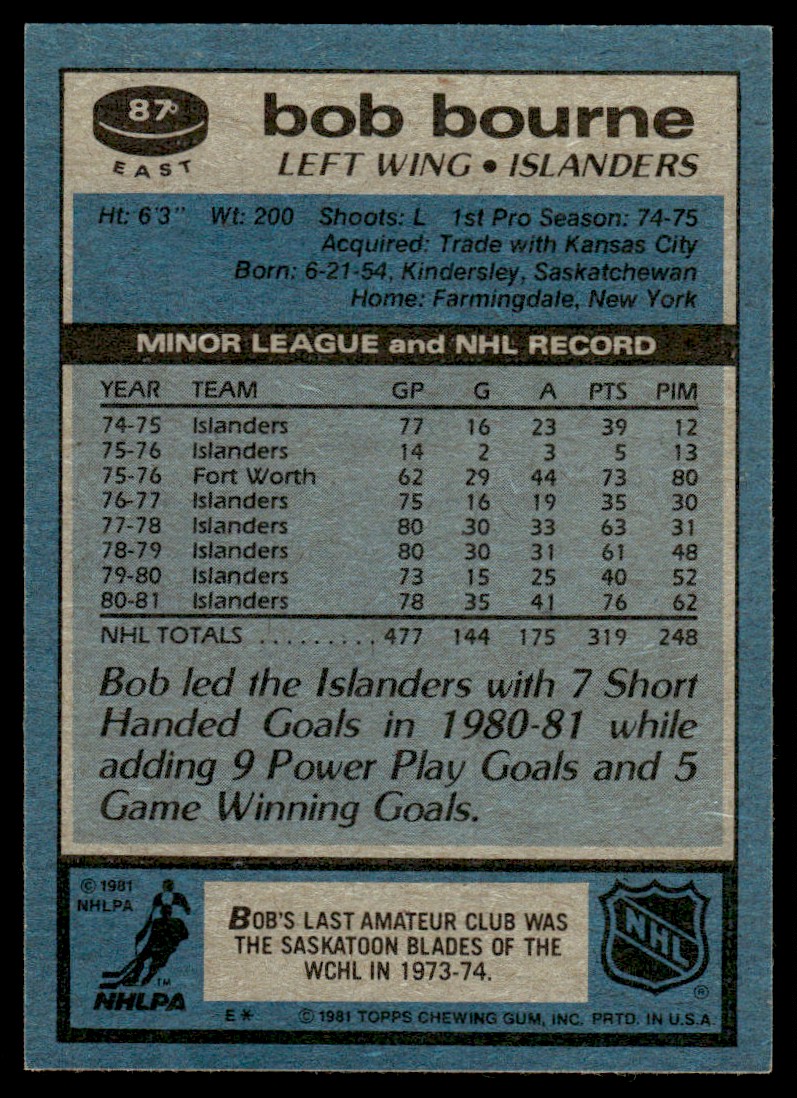 87
EAST
bob bourne
LEFT WING • ISLANDERS
Ht: 6'3" Wt: 200 Shoots: L 1st Pro Season: 74-75
Acquired: Trade with Kansas City
Born: 6-21-54, Kindersley, Saskatchewan
Home: Farmingdale, New York
MINOR LEAGUE and NHL RECORD
YEAR TEAM GP G A PTS PIM
74-75 Islanders 77 16 23 39 12
75-76 Islanders 14 2 3 5 13
75-76 Fort Worth 62 29 44 73 80
76-77 Islanders 75 16 19 35 30
77-78 Islanders 80 30 33 63 31
78-79 Islanders 80 30 31 61 48
79-80 Islanders 73 15 25 40 52
80-81 Islanders 78 35 41 76 62
NHL TOTALS ......... 477 144 175 319 248
Bob led the Islanders with 7 Short
Handed Goals in 1980-81 while
adding 9 Power Play Goals and 5
Game Winning Goals.
© 1981
NHLPA
TM
NHLPA
BOB'S LAST AMATEUR CLUB WAS
THE SASKATOON BLADES OF THE
WCHL IN 1973-74.
NHL
®
E* © 1981 TOPPS CHEWING GUM, INC. PRTD. IN U.S.A.